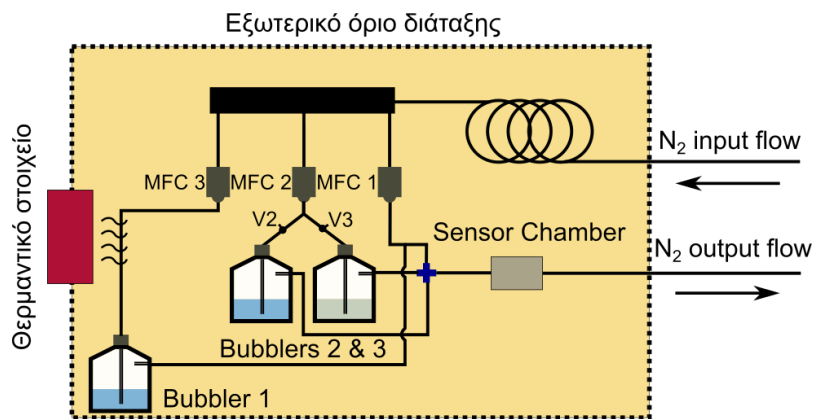 Εξωτερικό όριο διάταξης
Θερμαντικό στοιχείο
N₂ input flow
MFC 3
MFC 2
MFC 1
V2
V3
Sensor Chamber
N₂ output flow
Bubblers 2 & 3
Bubbler 1